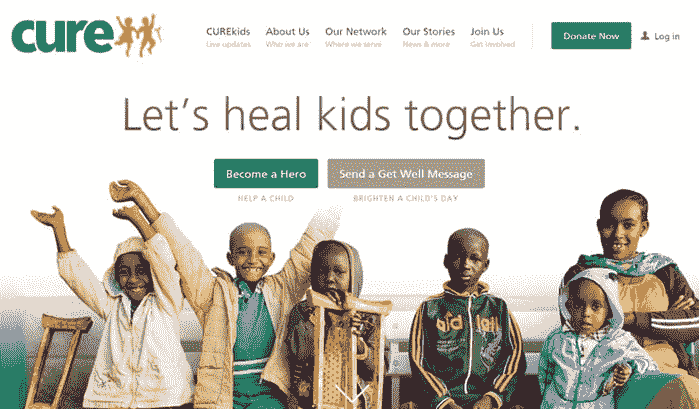 cure
CUREkids
Live updates
About Us
Who we are
Our Network
Where we serve
Our Stories
News & more
Join Us
Get involved
Donate Now
Log in
Let's heal kids together.
Become a Hero
Send a Get Well Message
HELP A CHILD
BRIGHTEN A CHILD'S DAY